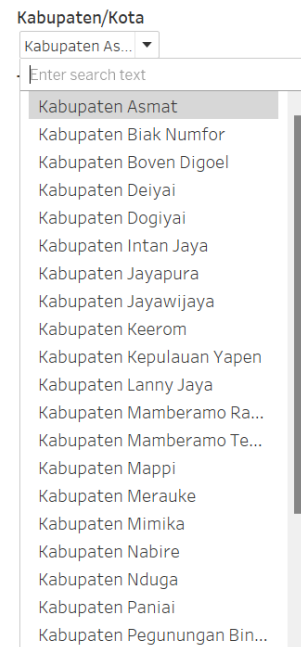 Kabupaten/Kota
Kabupaten As...
Enter search text
Kabupaten Asmat
Kabupaten Biak Numfor
Kabupaten Boven Digoel
Kabupaten Deiyai
Kabupaten Dogiyai
Kabupaten Intan Jaya
Kabupaten Jayapura
Kabupaten Jayawijaya
Kabupaten Keerom
Kabupaten Kepulauan Yapen
Kabupaten Lanny Jaya
Kabupaten Mamberamo Ra...
Kabupaten Mamberamo Te...
Kabupaten Mappi
Kabupaten Merauke
Kabupaten Mimika
Kabupaten Nabire
Kabupaten Nduga
Kabupaten Paniai
Kabupaten Pegunungan Bin...